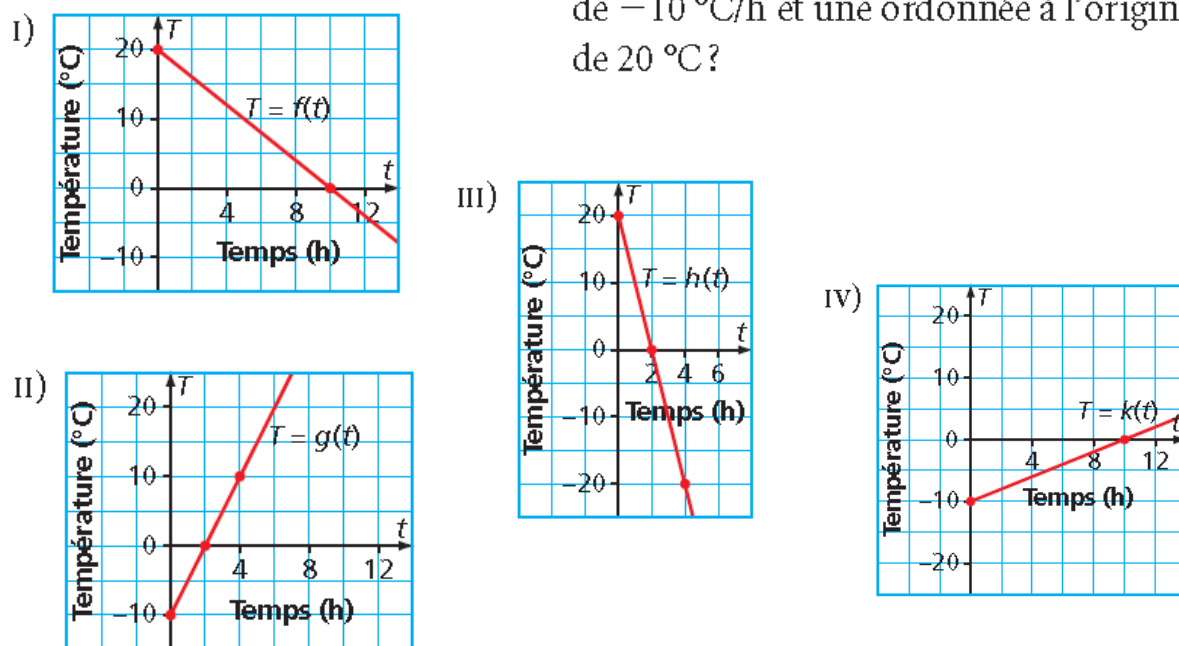 de −10 °C/h et une ordonnée à l'origin
de 20 °C?
I)
T
Température (°C)
20
10
0
−10
T = f(t)
t
4 8 12
Temps (h)
II)
T
Température (°C)
20
10
0
−10
T = g(t)
t
4 8 12
Temps (h)
III)
T
Température (°C)
20
10
0
−10
−20
T = h(t)
t
2 4 6
Temps (h)
IV)
T
Température (°C)
20
10
0
−10
−20
T = k(t)
t
4 8 12
Temps (h)